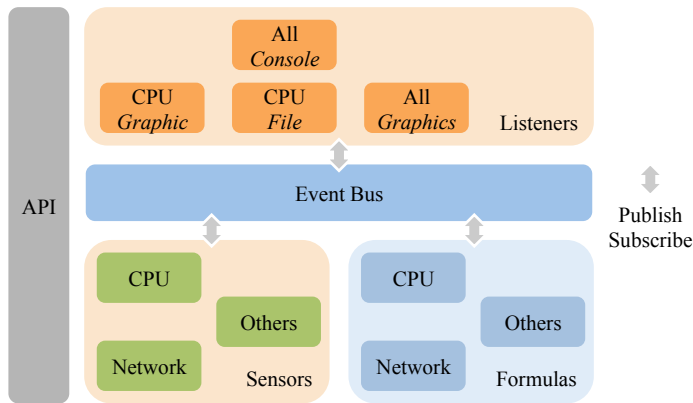 API
All
Console
CPU
Graphic
CPU
File
All
Graphics
Listeners
Event Bus
Publish
Subscribe
CPU
Others
Network
Sensors
CPU
Others
Network
Formulas